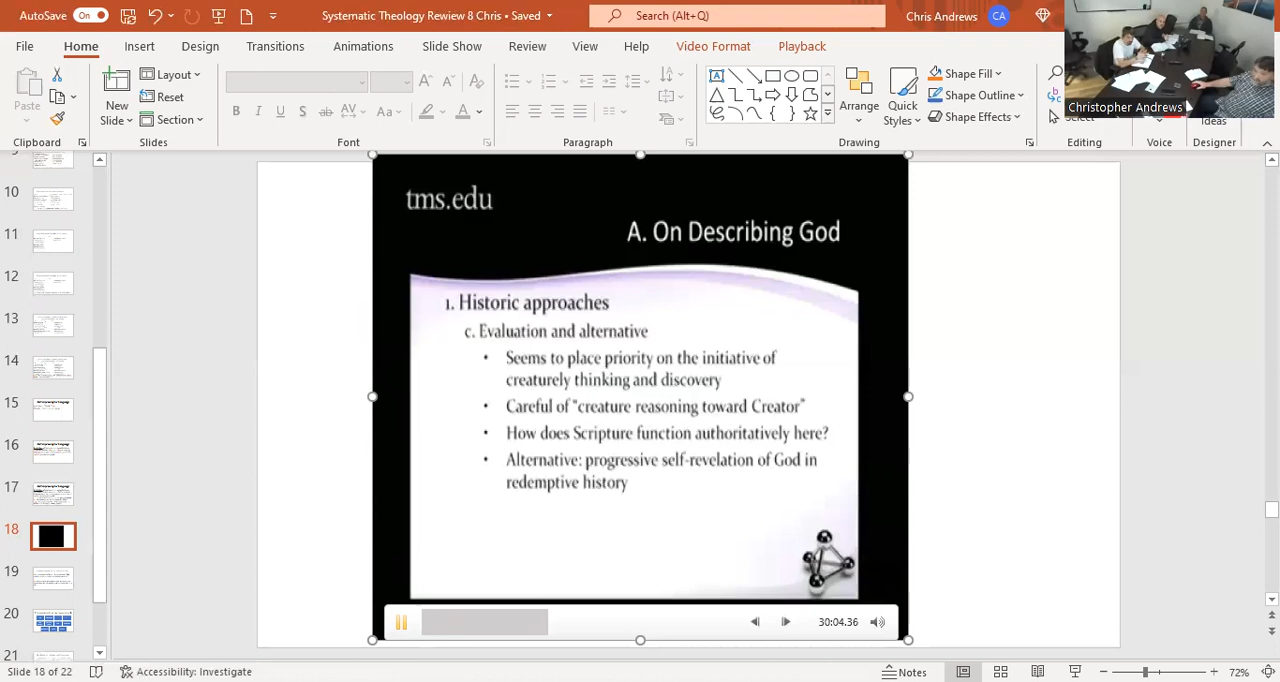 AutoSave On Systematic Theology Rewiew 8 Chris • Saved Search (Alt+Q) Chris Andrews CA
File Home Insert Design Transitions Animations Slide Show Review View Help Video Format Playback
Paste New Slide Layout Reset Section Arrange Quick Styles Shape Fill Shape Outline Shape Effects Select Ideas
Christopher Andrews
Clipboard Slides Font Paragraph Drawing Editing Voice Designer
tms.edu
A. On Describing God
1. Historic approaches
c. Evaluation and alternative
• Seems to place priority on the initiative of
creaturely thinking and discovery
• Careful of "creature reasoning toward Creator"
• How does Scripture function authoritatively here?
• Alternative: progressive self-revelation of God in
redemptive history
30:04.36
10
11
12
13
14
15
16
17
18
19
20
21
Slide 18 of 22 Accessibility: Investigate Notes 72%